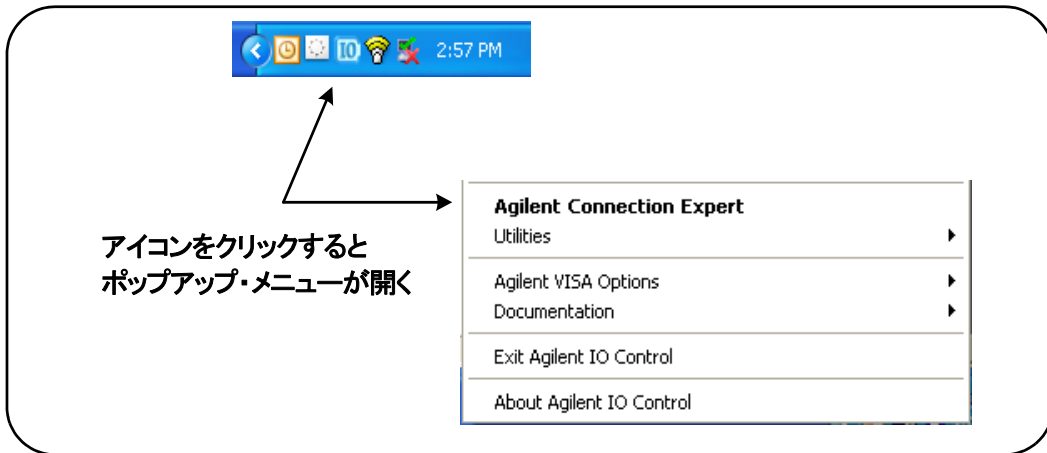 IO 2:57 PM
アイコンをクリックすると
ポップアップ・メニューが開く
Agilent Connection Expert
Utilities
Agilent VISA Options
Documentation
Exit Agilent IO Control
About Agilent IO Control